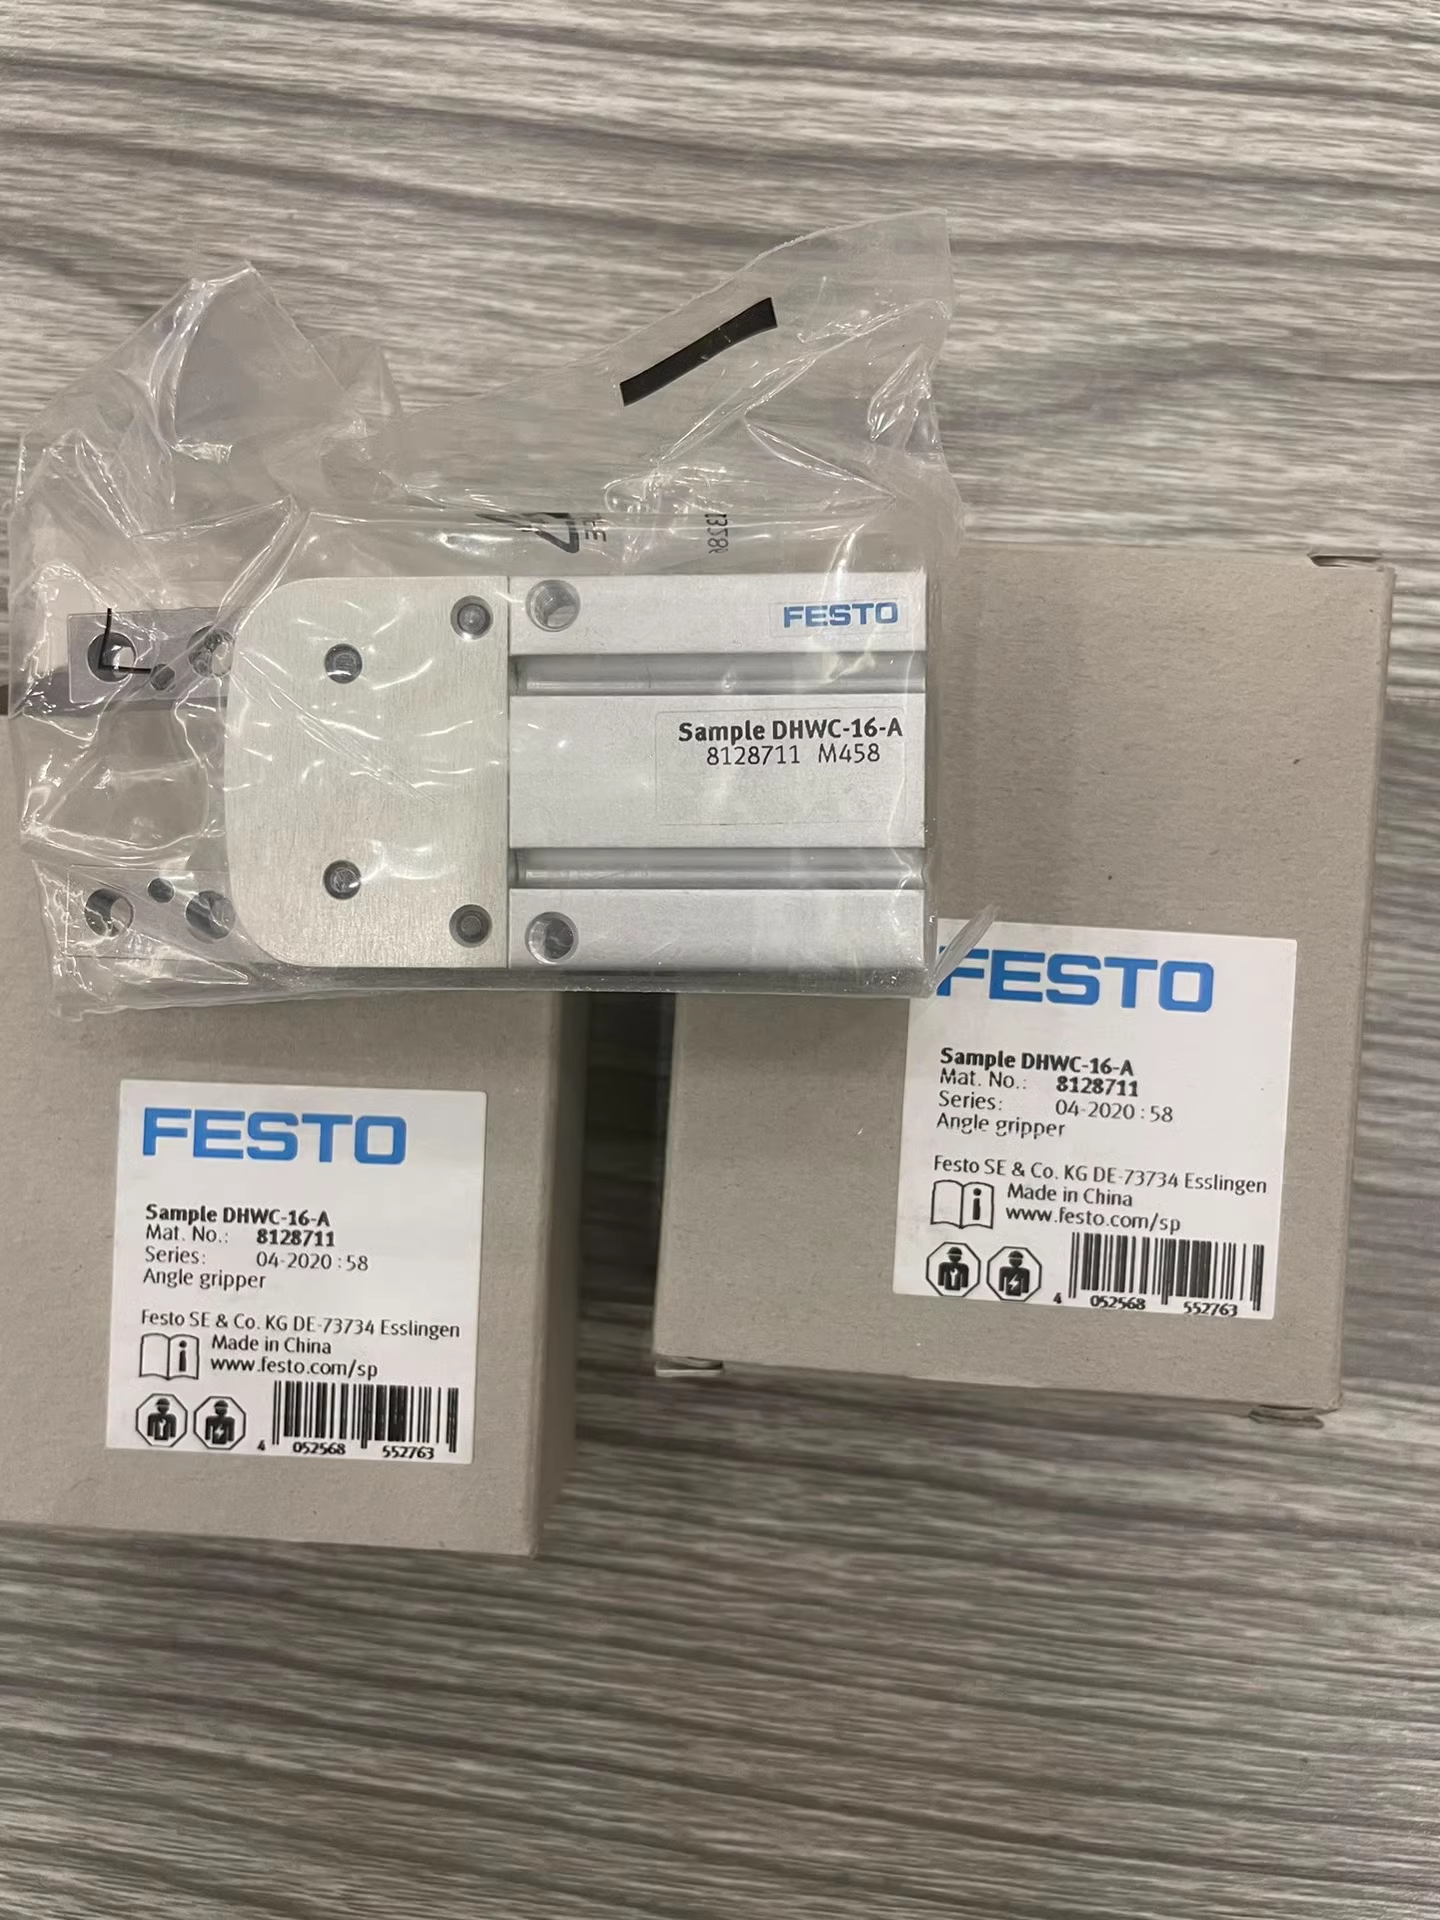 FESTO
Sample DHWC-16-A
8128711 M458
FESTO
Sample DHWC-16-A
Mat. No.: 8128711
Series: 04-2020 : 58
Angle gripper
Festo SE & Co. KG DE-73734 Esslingen
Made in China
www.festo.com/sp
4 052568 552763
FESTO
Sample DHWC-16-A
Mat. No.: 8128711
Series: 04-2020 : 58
Angle gripper
Festo SE & Co. KG DE-73734 Esslingen
Made in China
www.festo.com/sp
4 052568 552763